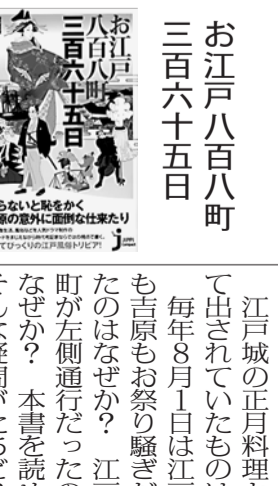 お江戸八百八町
三百六十五日
お江戸
八百八町
三百六十五日
らないと恥をかく
原の意外に面倒な仕来たり
てびっくりの江戸風俗トリビア!
江戸城の正月料理
て出されていたものは
毎年8月1日は江
も吉原もお祭り騒ぎだ
たのはなぜか? 江
町が左側通行だったの
なぜか? 本書を読め